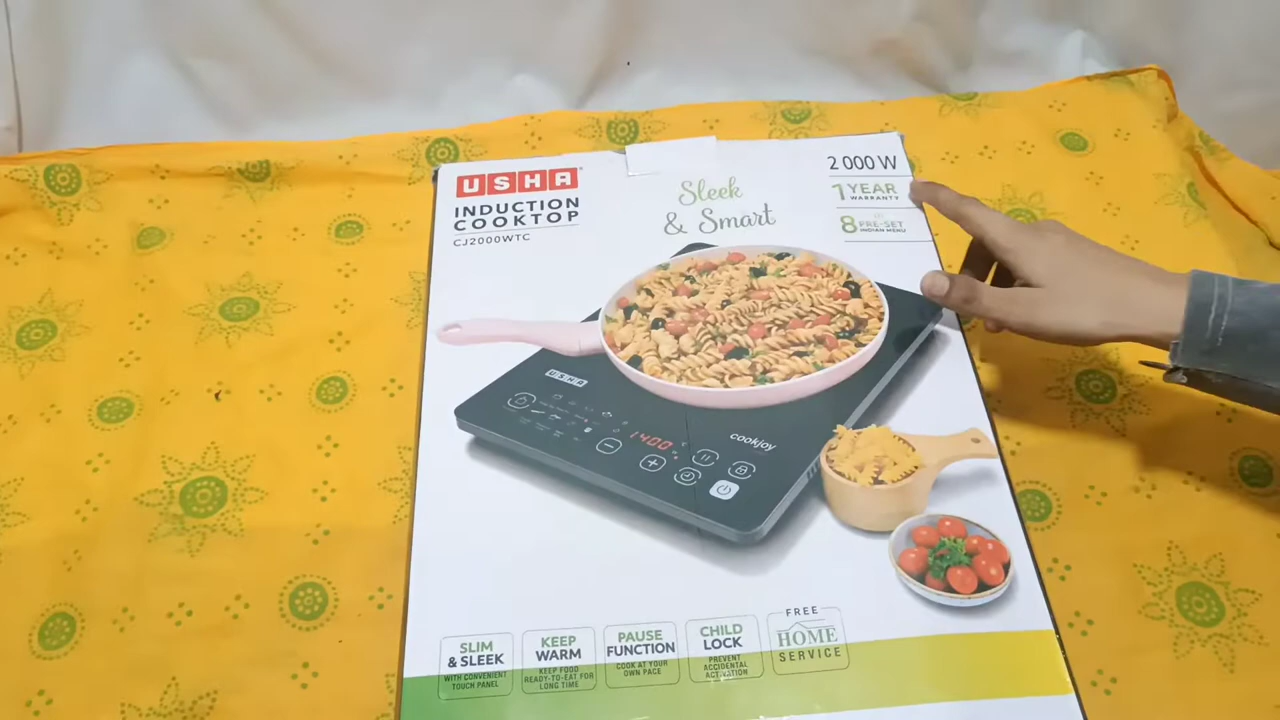 USHA
INDUCTION
COOKTOP
CJ2000WTC
Sleek
& Smart
2000 W
1 YEAR
WARRANTY
8 PRE-SET
INDIAN MENU
USHA
1400
cookjoy
SLIM
& SLEEK
WITH CONVENIENT
TOUCH PANEL
KEEP
WARM
KEEP FOOD
READY-TO-EAT FOR
LONG TIME
PAUSE
FUNCTION
COOK AT YOUR
OWN PACE
CHILD
LOCK
PREVENT
ACCIDENTAL
ACTIVATION
FREE
HOME
SERVICE